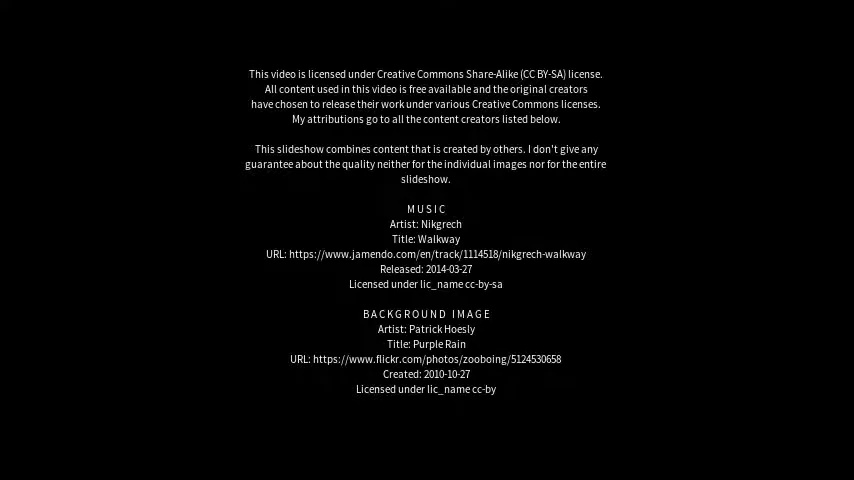 This video is licensed under Creative Commons Share-Alike (CC BY-SA) license.
All content used in this video is free available and the original creators
have chosen to release their work under various Creative Commons licenses.
My attributions go to all the content creators listed below.
This slideshow combines content that is created by others. I don't give any
guarantee about the quality neither for the individual images nor for the entire
slideshow.
MUSIC
Artist: Nikgrech
Title: Walkway
URL: https://www.jamendo.com/en/track/1114518/nikgrech-walkway
Released: 2014-03-27
Licensed under lic_name cc-by-sa
BACKGROUND IMAGE
Artist: Patrick Hoesly
Title: Purple Rain
URL: https://www.flickr.com/photos/zooboing/5124530658
Created: 2010-10-27
Licensed under lic_name cc-by